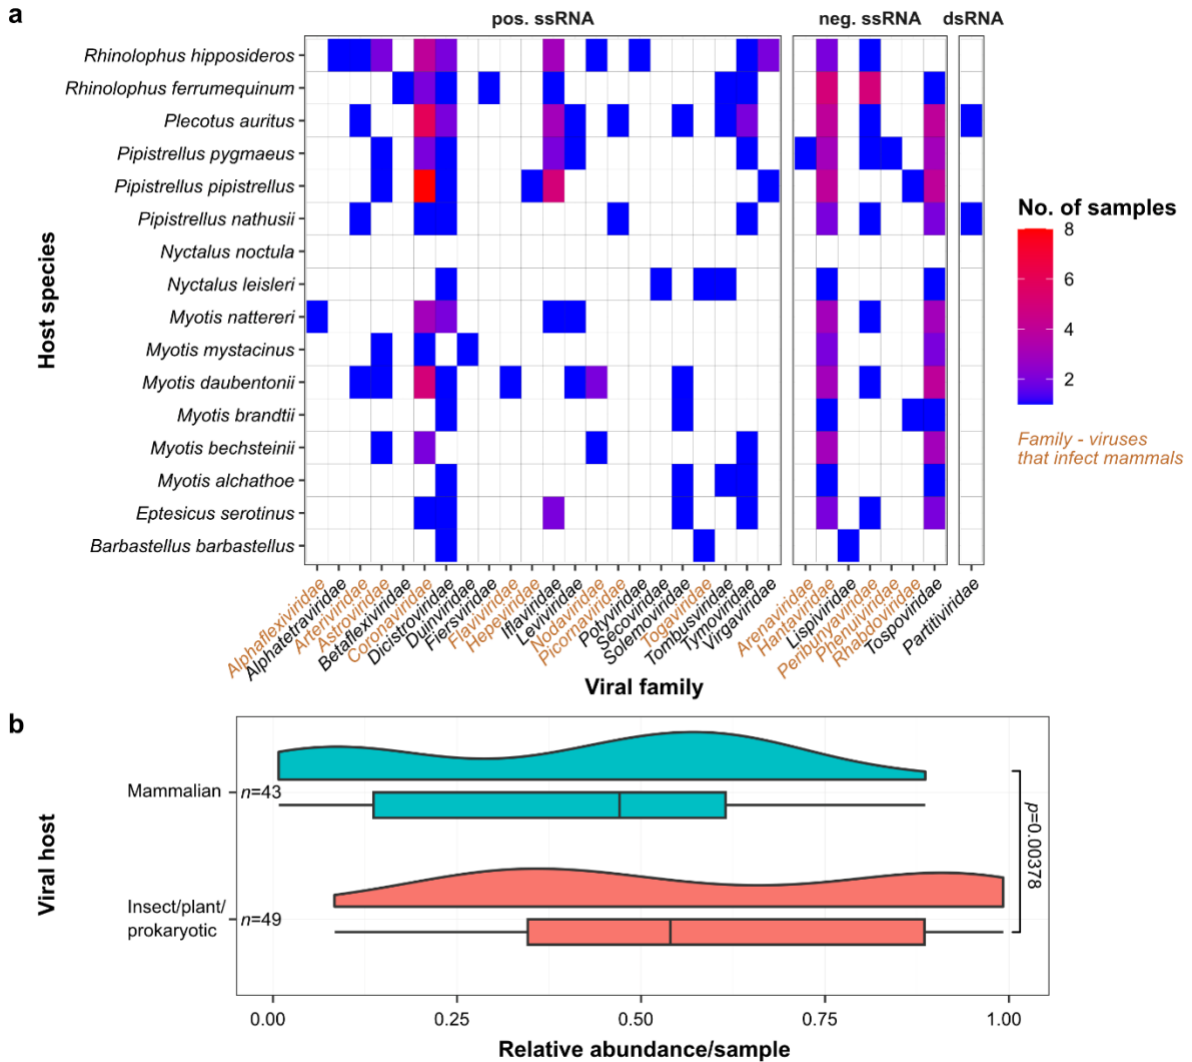 a
pos. ssRNA
neg. ssRNA
dsRNA
Host species
Rhinolophus hipposideros
Rhinolophus ferrumequinum
Plecotus auritus
Pipistrellus pygmaeus
Pipistrellus pipistrellus
Pipistrellus nathusii
Nyctalus noctula
Nyctalus leisleri
Myotis nattereri
Myotis mystacinus
Myotis daubentonii
Myotis brandtii
Myotis bechsteinii
Myotis alchathoe
Eptesicus serotinus
Barbastellus barbastellus
No. of samples
8
6
4
2
Family - viruses
that infect mammals
Alphaflexiviridae
Alphatetraviridae
Arteriviridae
Astroviridae
Betaflexiviridae
Coronaviridae
Dicistroviridae
Duinviridae
Fiersviridae
Flaviviridae
Hepeviridae
Iflaviridae
Leviviridae
Nodaviridae
Picornaviridae
Potyviridae
Secoviridae
Solemoviridae
Togaviridae
Tombusviridae
Tymoviridae
Virgaviridae
Arenaviridae
Hantaviridae
Lispiviridae
Peribunyaviridae
Phenuiviridae
Rhabdoviridae
Tospoviridae
Partitiviridae
Viral family
b
Viral host
Mammalian
n=43
Insect/plant/
prokaryotic
n=49
p=0.00378
0.00
0.25
0.50
0.75
1.00
Relative abundance/sample